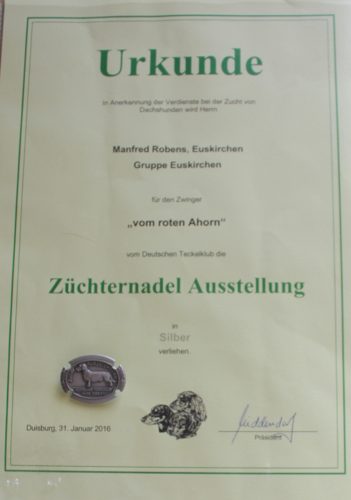 Urkunde
in Anerkennung der Verdienste bei der Zucht von
Dachshunden wird Herrn
Manfred Robens, Euskirchen
Gruppe Euskirchen
für den Zwinger
„vom roten Ahorn"
vom Deutschen Teckelklub die
Züchternadel Ausstellung
in
Silber
verliehen.
Duisburg, 31. Januar 2016
Präsident